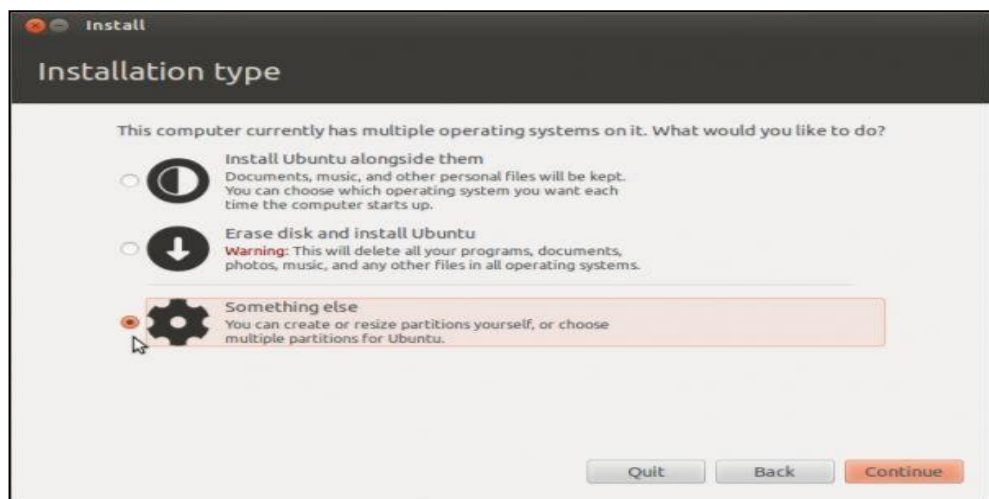 Install
Installation type
This computer currently has multiple operating systems on it. What would you like to do?
Install Ubuntu alongside them
Documents, music, and other personal files will be kept.
You can choose which operating system you want each
time the computer starts up.
Erase disk and install Ubuntu
Warning: This will delete all your programs, documents,
photos, music, and any other files in all operating systems.
Something else
You can create or resize partitions yourself, or choose
multiple partitions for Ubuntu.
Quit Back Continue